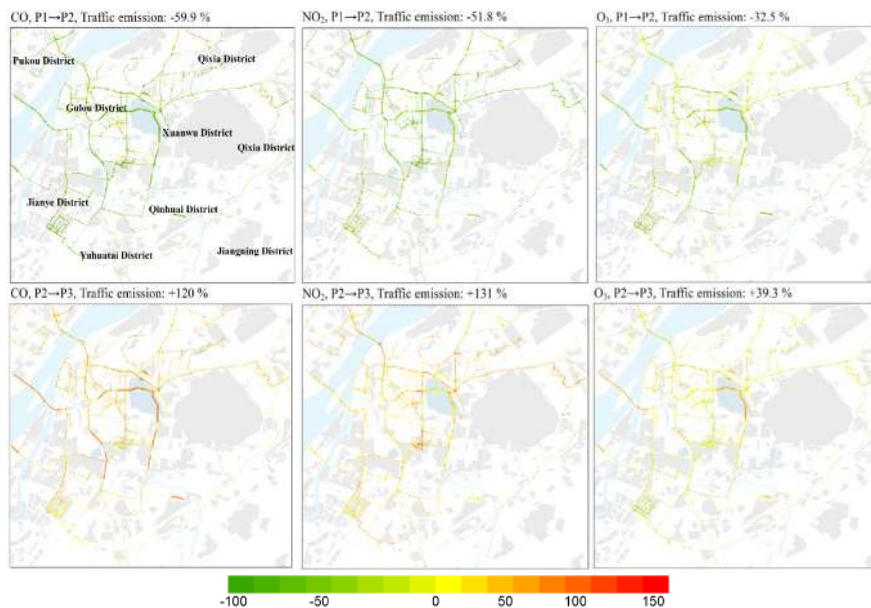 CO, P1→P2, Traffic emission: -59.9 %
NO₂, P1→P2, Traffic emission: -51.8 %
O₃, P1→P2, Traffic emission: -32.5 %
Pukou District
Qixia District
Gulou District
Xuanwu District
Qixia District
Jianye District
Qinhuai District
Yuhuatai District
Jiangning District
CO, P2→P3, Traffic emission: +120 %
NO₂, P2→P3, Traffic emission: +131 %
O₃, P2→P3, Traffic emission: +39.3 %
-100 -50 0 50 100 150